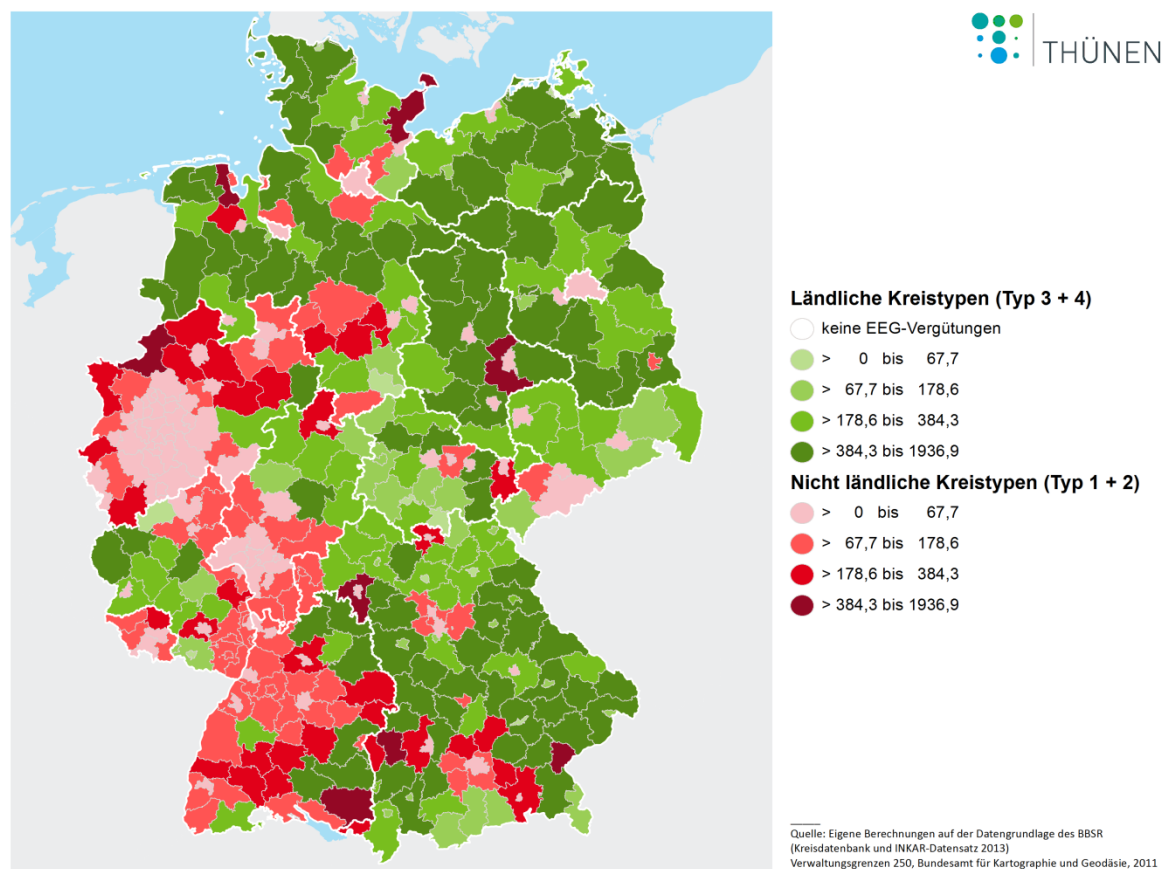 THÜNEN
Ländliche Kreistypen (Typ 3 + 4)
keine EEG-Vergütungen
> 0 bis 67,7
> 67,7 bis 178,6
> 178,6 bis 384,3
> 384,3 bis 1936,9
Nicht ländliche Kreistypen (Typ 1 + 2)
> 0 bis 67,7
> 67,7 bis 178,6
> 178,6 bis 384,3
> 384,3 bis 1936,9
Quelle: Eigene Berechnungen auf der Datengrundlage des BBSR
(Kreisdatenbank und INKAR-Datensatz 2013)
Verwaltungsgrenzen 250, Bundesamt für Kartographie und Geodäsie, 2011